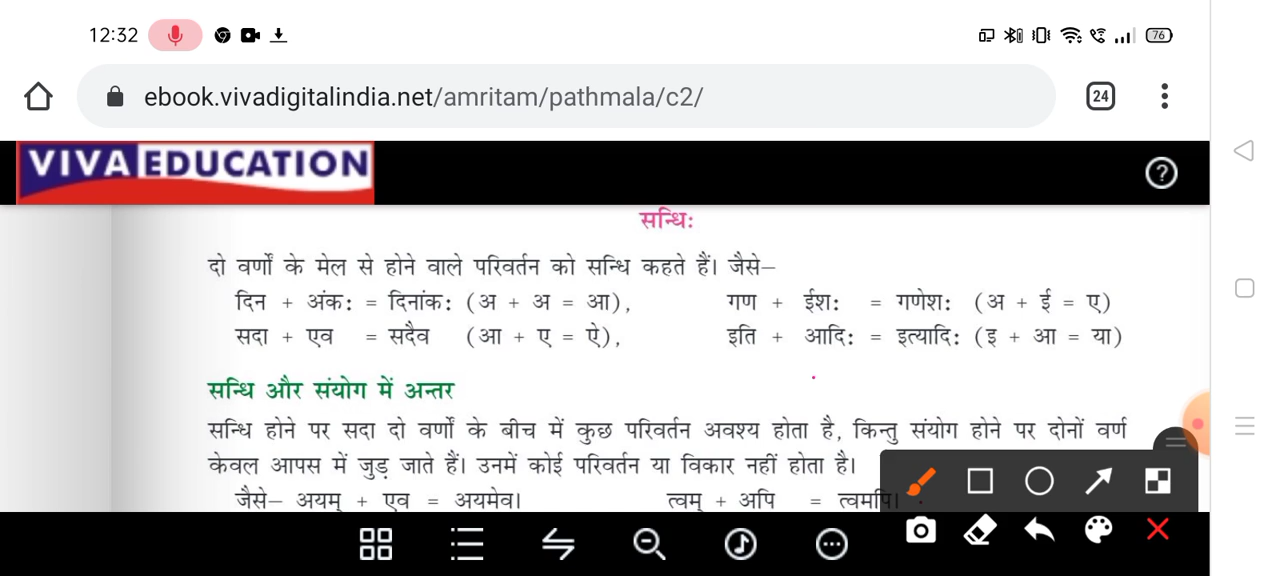 12:32
76
ebook.vivadigitalindia.net/amritam/pathmala/c2/
24
VIVA EDUCATION
?
सन्धिः
दो वर्णों के मेल से होने वाले परिवर्तन को सन्धि कहते हैं। जैसे–
दिन + अंक: = दिनांक: (अ + अ = आ), गण + ईश: = गणेश: (अ + ई = ए)
सदा + एव = सदैव (आ + ए = ऐ), इति + आदि: = इत्यादि: (इ + आ = या)
सन्धि और संयोग में अन्तर
सन्धि होने पर सदा दो वर्णों के बीच में कुछ परिवर्तन अवश्य होता है, किन्तु संयोग होने पर दोनों वर्ण
केवल आपस में जुड़ जाते हैं। उनमें कोई परिवर्तन या विकार नहीं होता है।
जैसे– अयम् + एव = अयमेव। त्वम् + अपि = त्वमपि।